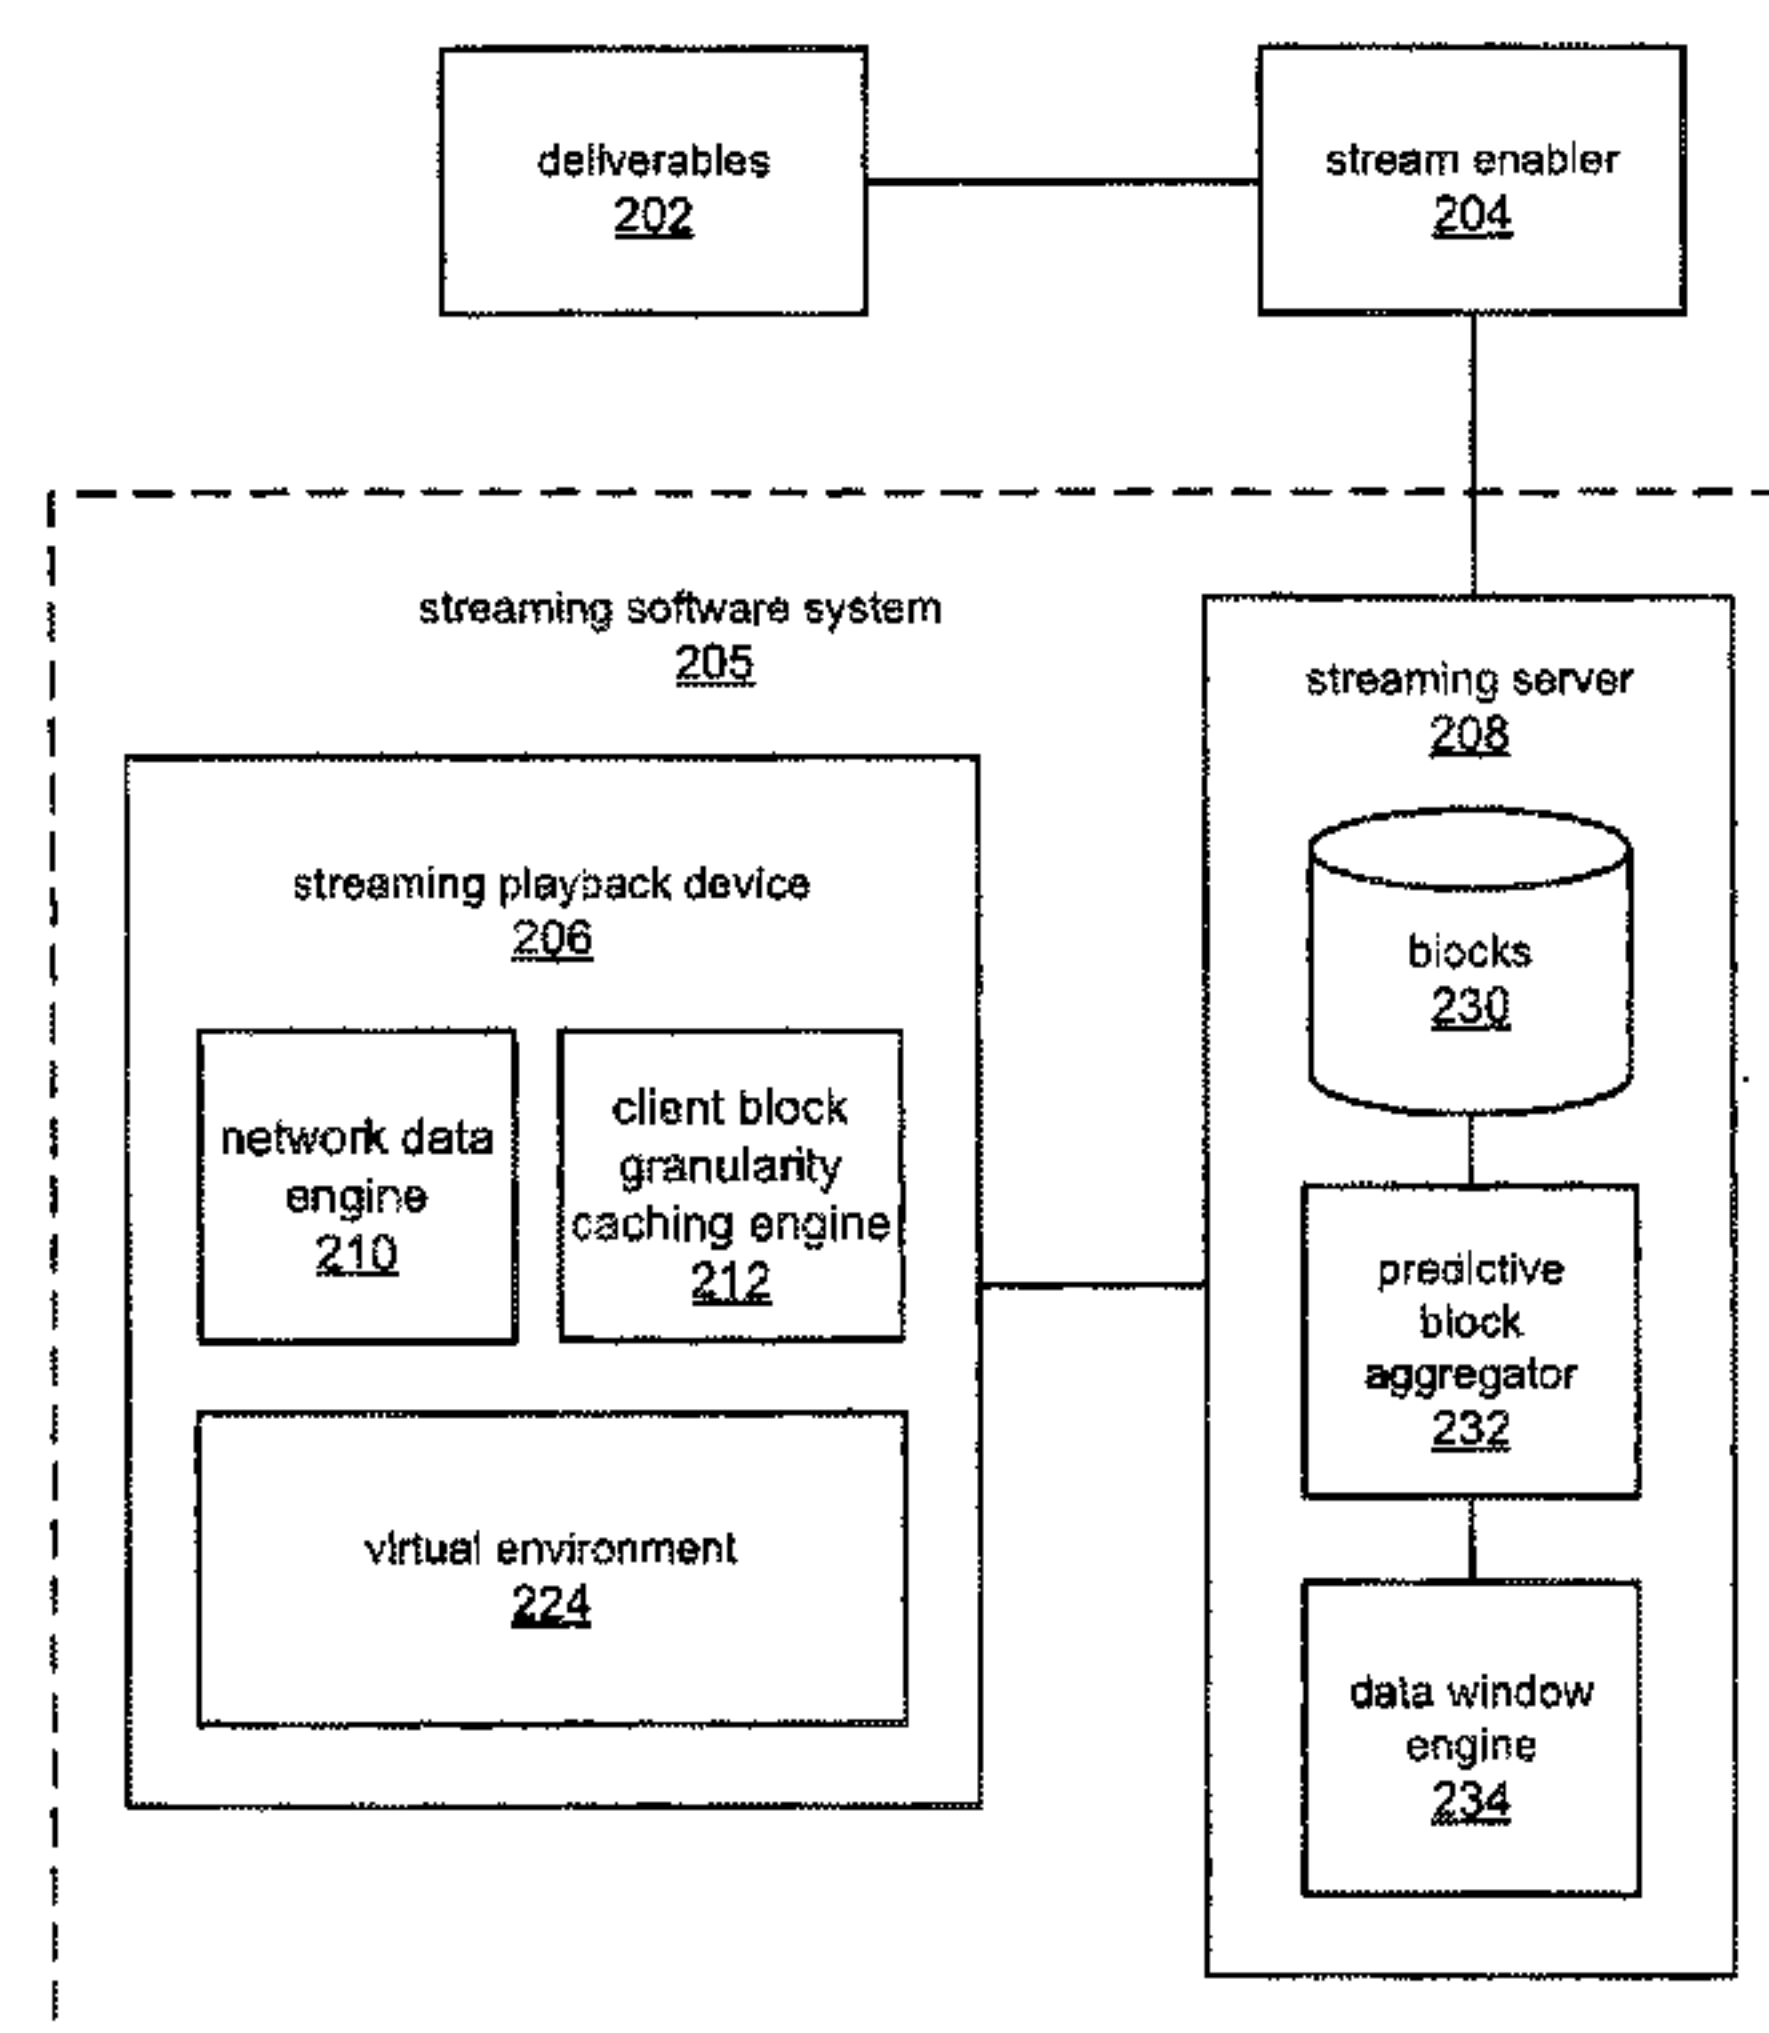 deliverables
202
stream enabler
204
streaming software system
205
streaming server
208
streaming playback device
206
blocks
230
network data
engine
210
client block
granularity
caching engine
212
predictive
block
aggregator
232
virtual environment
224
data window
engine
234